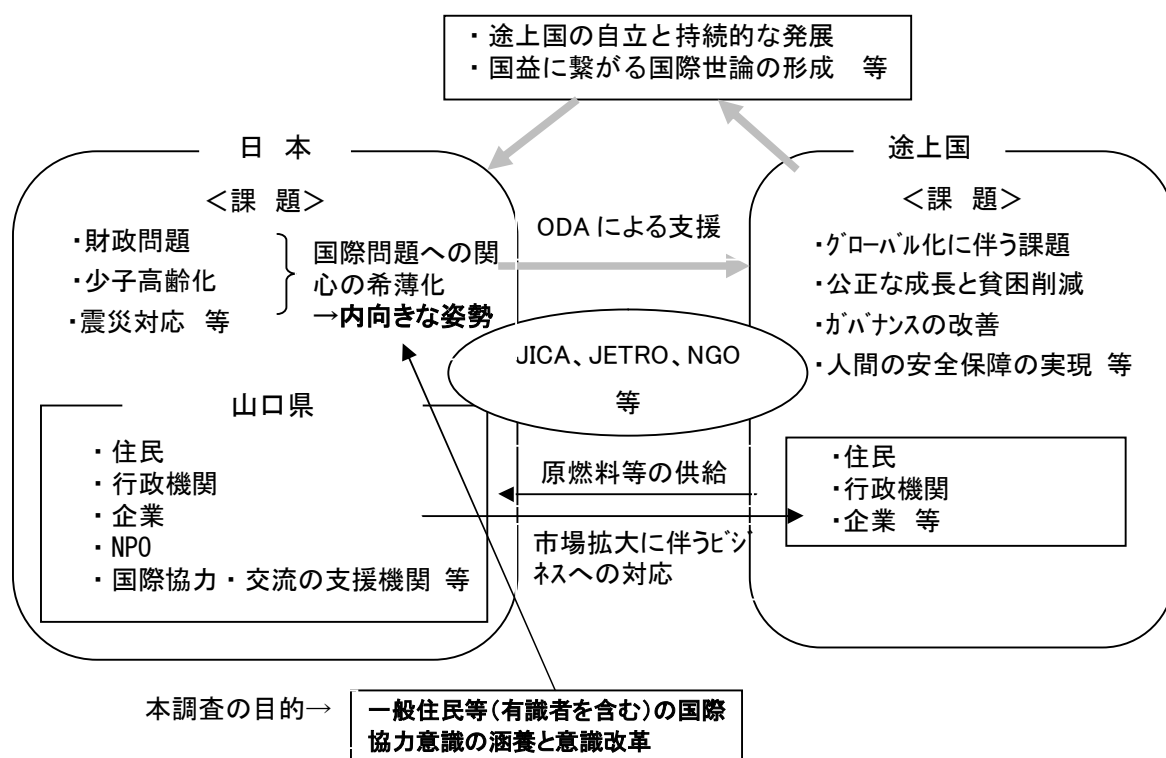 ・途上国の自立と持続的な発展
・国益に繋がる国際世論の形成　等
日 本
＜課 題＞
・財政問題
・少子高齢化
・震災対応 等
国際問題への関
心の希薄化
→内向きな姿勢
ODA による支援
途上国
＜課 題＞
・ｸﾞﾛｰﾊﾞﾙ化に伴う課題
・公正な成長と貧困削減
・ｶﾞﾊﾞﾅﾝｽの改善
・人間の安全保障の実現 等
JICA、JETRO、NGO
等
山口県
・住民
・行政機関
・企業
・NPO
・国際協力・交流の支援機関 等
原燃料等の供給
市場拡大に伴うﾋﾞｼﾞ
ﾈｽへの対応
・住民
・行政機関
・企業 等
本調査の目的→
一般住民等（有識者を含む）の国際
協力意識の涵養と意識改革